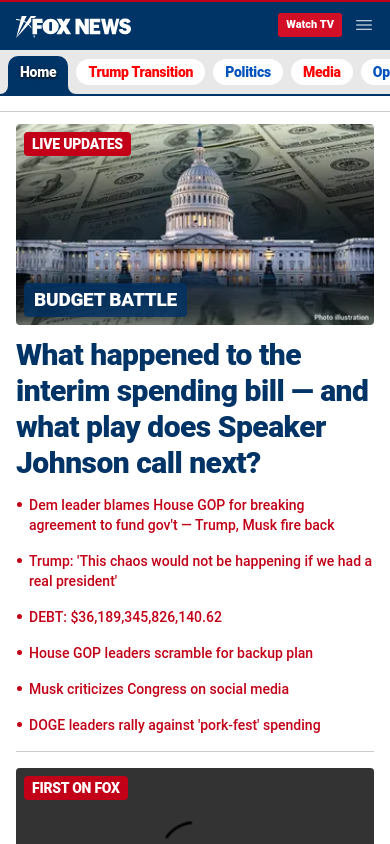 FOX NEWS
Watch TV
Home
Trump Transition
Politics
Media
Op
LIVE UPDATES
BUDGET BATTLE
Photo illustration
What happened to the
interim spending bill — and
what play does Speaker
Johnson call next?
• Dem leader blames House GOP for breaking
agreement to fund gov't — Trump, Musk fire back
• Trump: 'This chaos would not be happening if we had a
real president'
• DEBT: $36,189,345,826,140.62
• House GOP leaders scramble for backup plan
• Musk criticizes Congress on social media
• DOGE leaders rally against 'pork-fest' spending
FIRST ON FOX